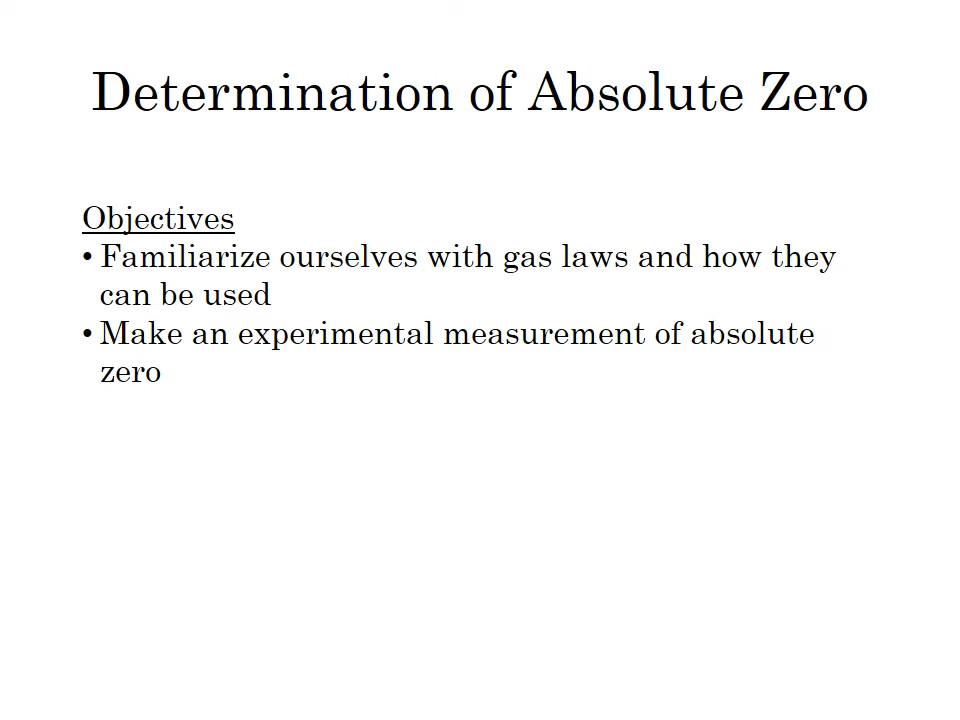 Determination of Absolute Zero
Objectives
• Familiarize ourselves with gas laws and how they
can be used
• Make an experimental measurement of absolute
zero